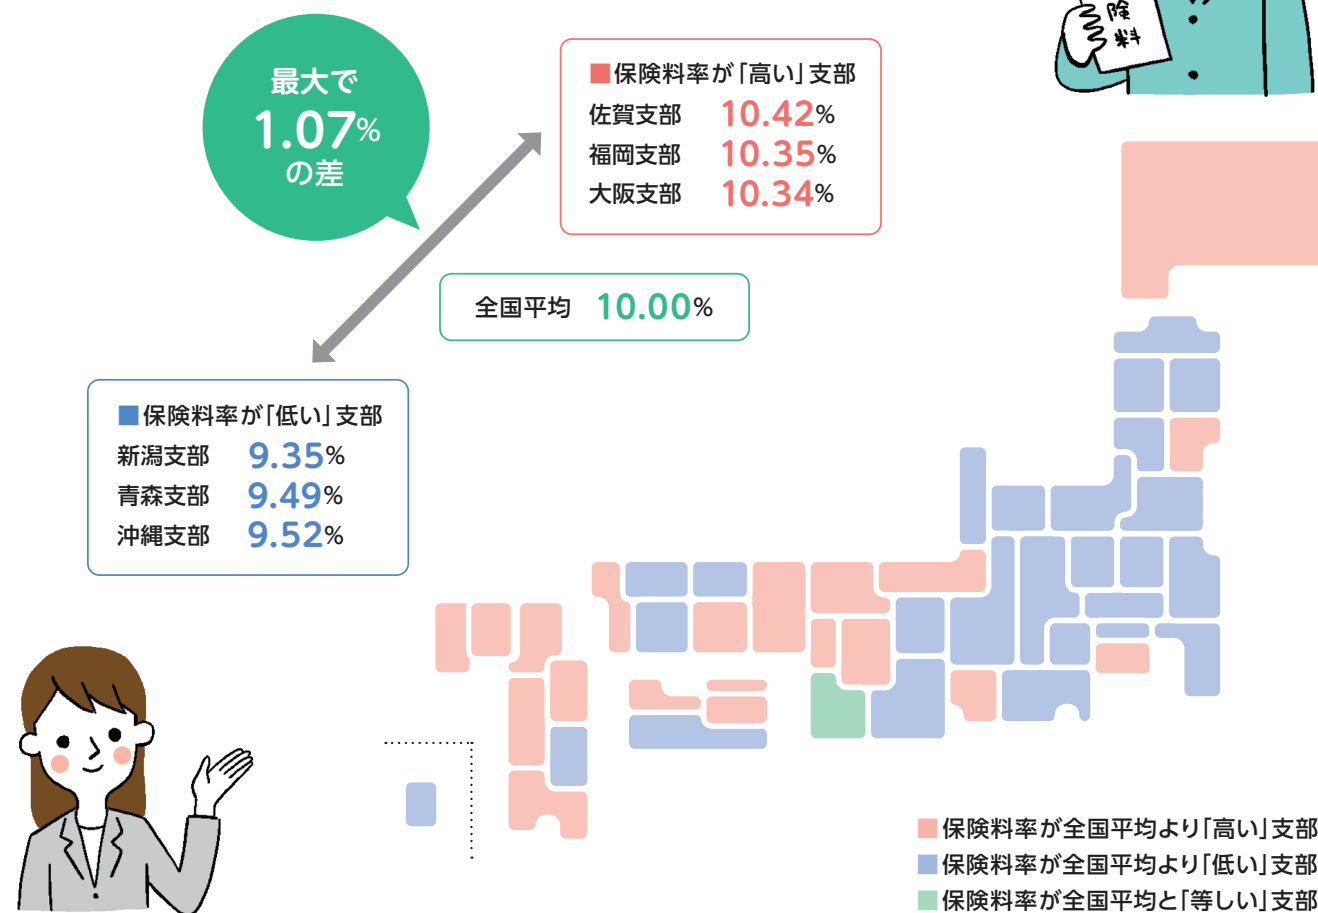 険
料
最大で
1.07%
の差
■保険料率が「高い」支部
佐賀支部 10.42%
福岡支部 10.35%
大阪支部 10.34%
全国平均 10.00%
■保険料率が「低い」支部
新潟支部 9.35%
青森支部 9.49%
沖縄支部 9.52%
■保険料率が全国平均より「高い」支部
■保険料率が全国平均より「低い」支部
■保険料率が全国平均と「等しい」支部